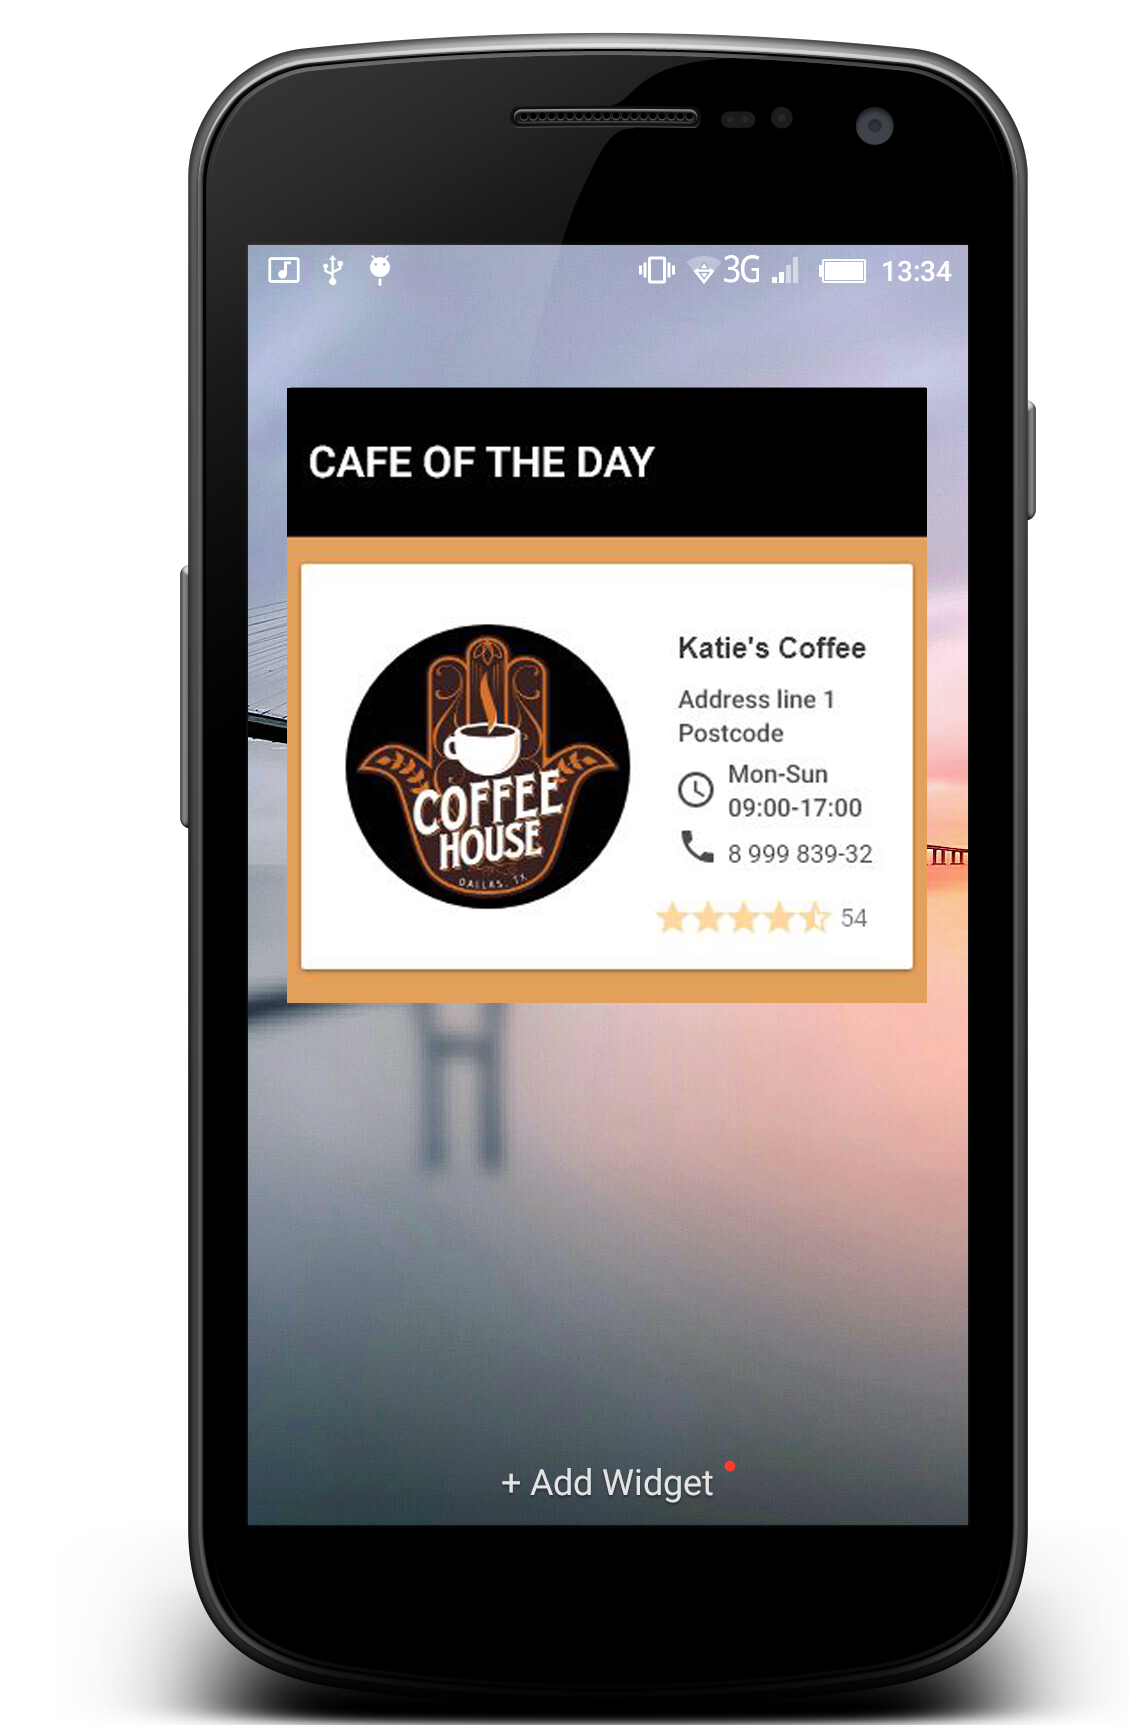 3G 13:34
CAFE OF THE DAY
COFFEE
HOUSE
DALLAS, TX
Katie's Coffee
Address line 1
Postcode
Mon-Sun
09:00-17:00
8 999 839-32
54
+ Add Widget